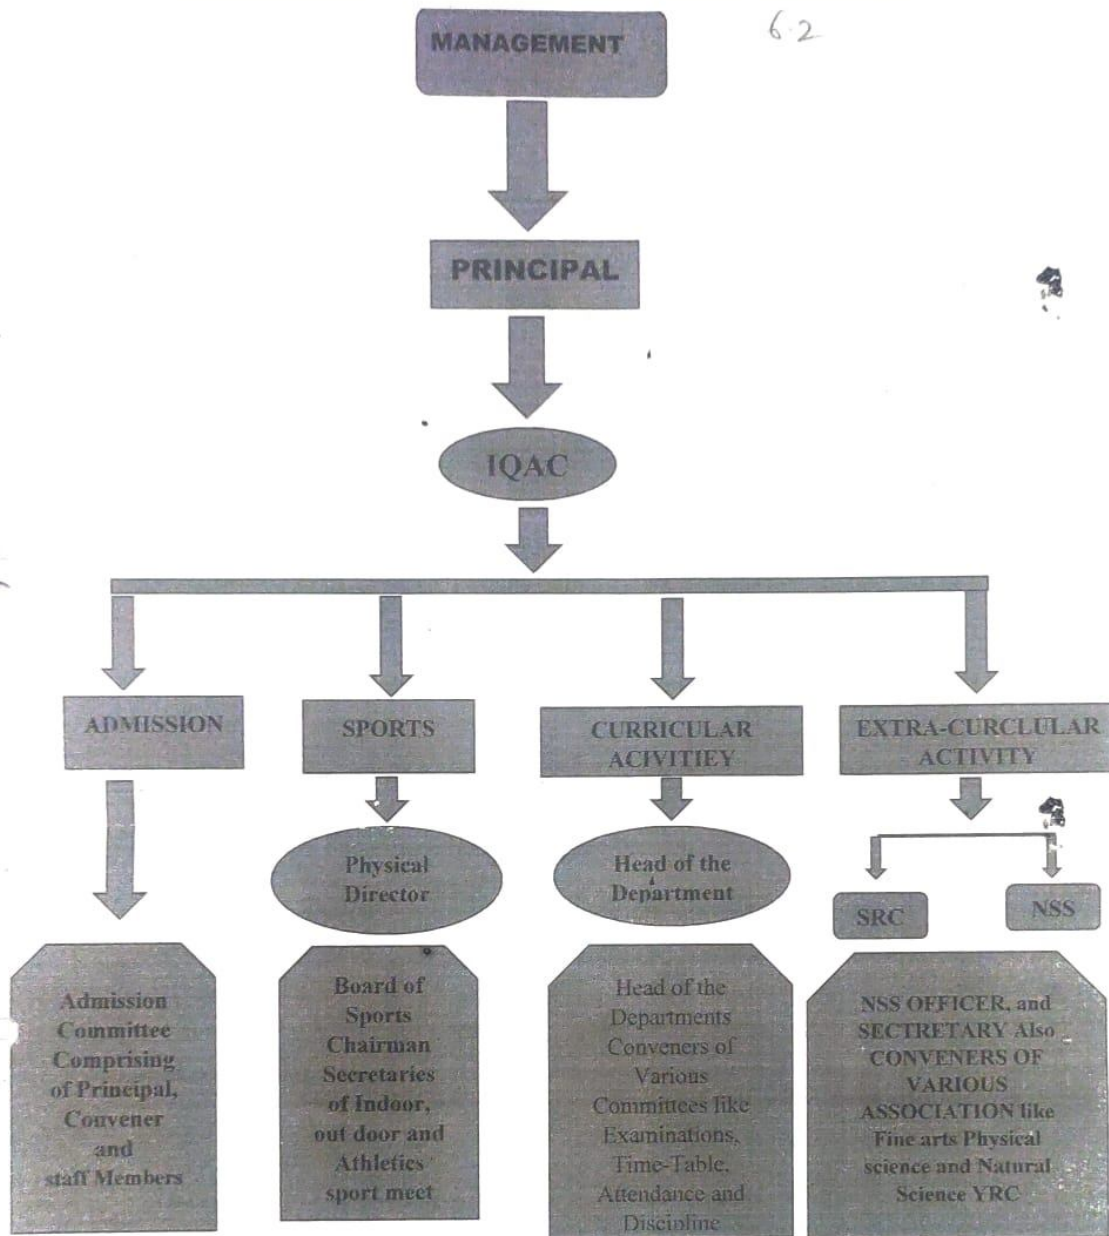 6.2
MANAGEMENT
PRINCIPAL
IQAC
ADMISSION
SPORTS
CURRICULAR
ACIVITIEY
EXTRA-CURCLULAR
ACTIVITY
Physical
Director
Head of the
Department
SRC
NSS
Admission
Committee
Comprising
of Principal,
Convener
and
staff Members
Board of
Sports
Chairman
Secretaries
of Indoor,
out door and
Athletics
sport meet
Head of the
Departments
Conveners of
Various
Committees like
Examinations,
Time-Table,
Attendance and
Discipline
NSS OFFICER, and
SECTRETARY Also
CONVENERS OF
VARIOUS
ASSOCIATION like
Fine arts Physical
science and Natural
Science YRC